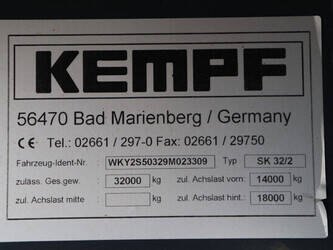 KEMPF
56470 Bad Marienberg / Germany
CE Tel.: 02661 / 297-0 Fax: 02661 / 29750
Fahrzeug-Ident-Nr. WKY2S50329M023309 Typ SK 32/2
zuläss. Ges.gew. 32000 kg zul. Achslast vorn: 14000 kg
zul. Achslast mitte kg zul. Achslast hint.: 18000 kg